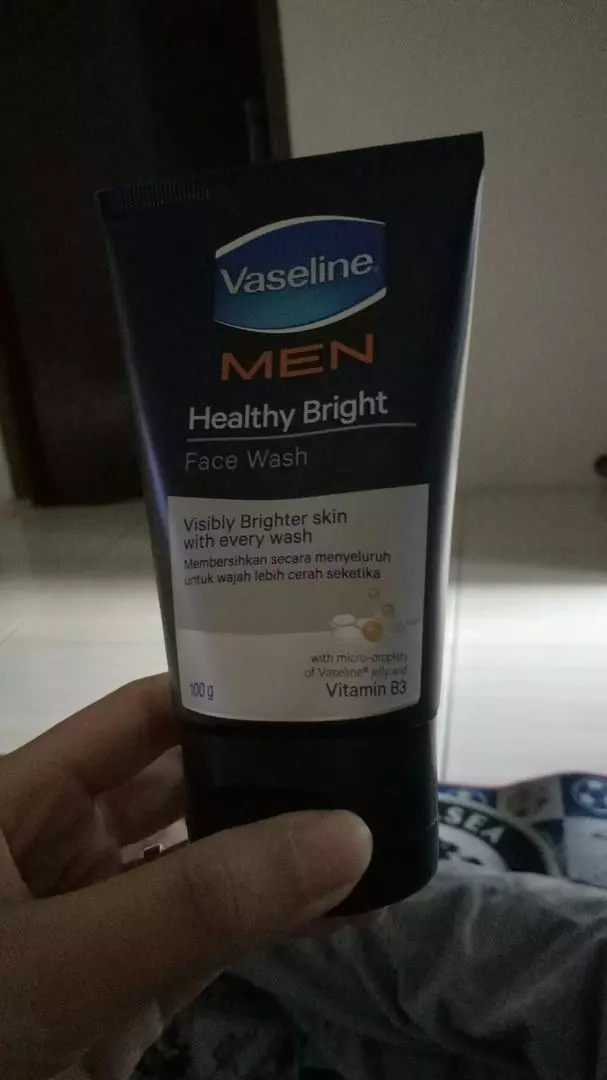 Vaseline®
MEN
Healthy Bright
Face Wash
Visibly Brighter skin
with every wash
Membersihkan secara menyeluruh
untuk wajah lebih cerah seketika
with micro-droplets
of Vaseline® jelly and
Vitamin B3
100 g
SEA